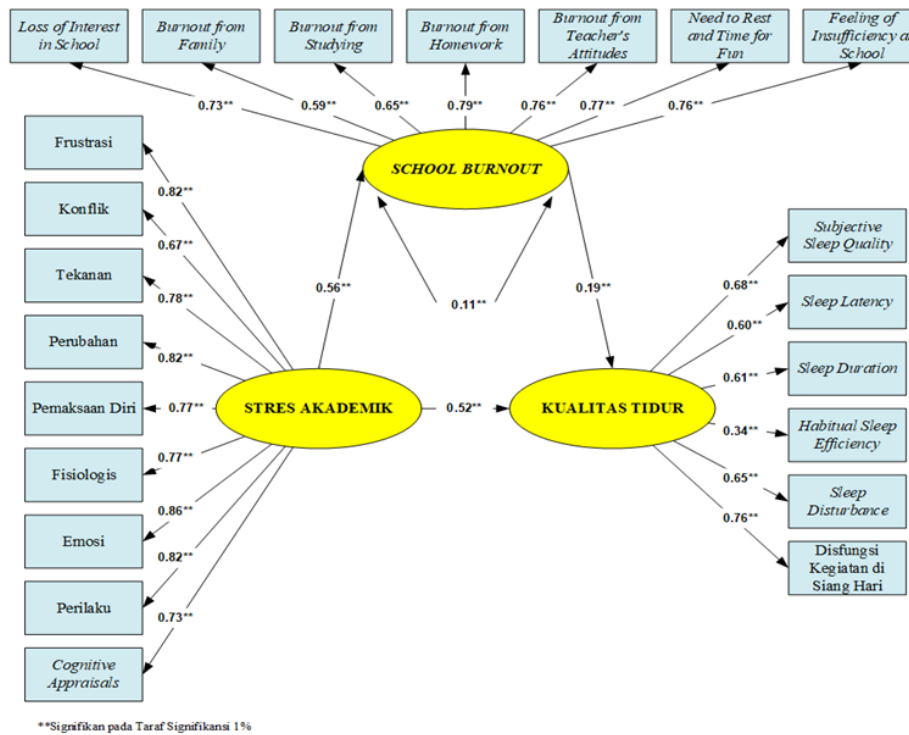 Loss of Interest
in School
Burnout from
Family
Burnout from
Studying
Burnout from
Homework
Burnout from
Teacher's
Attitudes
Need to Rest
and Time for
Fun
Feeling of
Insufficiency a
School
0.73**
0.59**
0.65**
0.79**
0.76**
0.77**
0.76**
SCHOOL BURNOUT
Frustrasi
Konflik
Tekanan
Perubahan
Pemaksaan Diri
Fisiologis
Emosi
Perilaku
Cognitive
Appraisals
0.82**
0.67**
0.78**
0.82**
0.77**
0.77**
0.86**
0.82**
0.73**
STRES AKADEMIK
0.56**
0.11**
0.19**
0.52**
KUALITAS TIDUR
0.68**
0.60**
0.61**
0.34**
0.65**
0.76**
Subjective
Sleep Quality
Sleep Latency
Sleep Duration
Habitual Sleep
Efficiency
Sleep
Disturbance
Disfungsi
Kegiatan di
Siang Hari
**Signifikan pada Taraf Signifikansi 1%